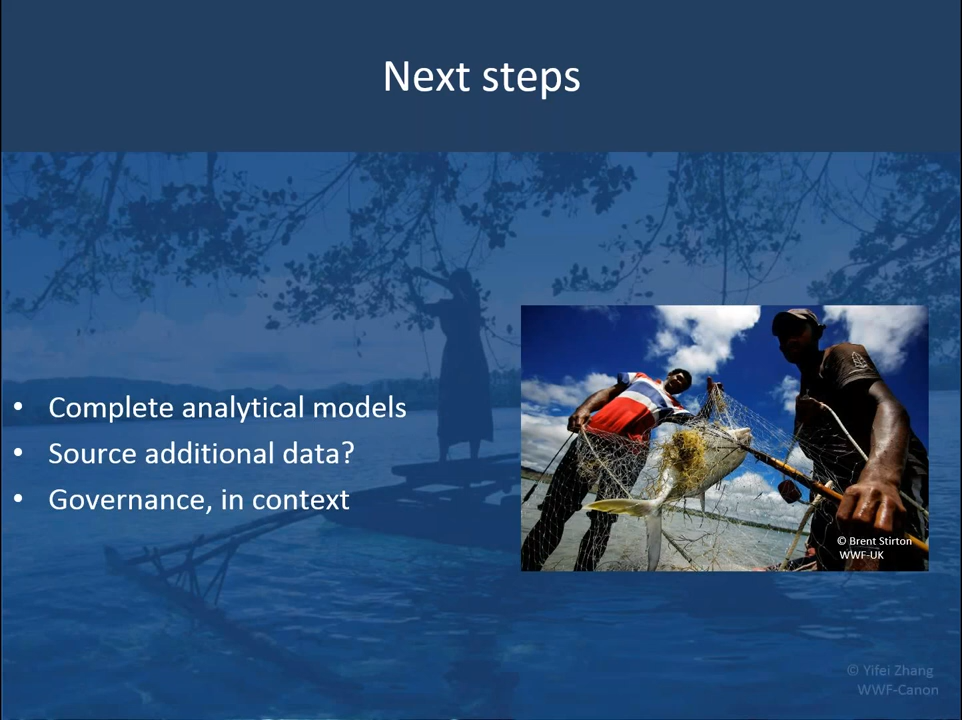 Next steps
• Complete analytical models
• Source additional data?
• Governance, in context
© Brent Stirton
WWF-UK
© Yifei Zhang
WWF-Canon